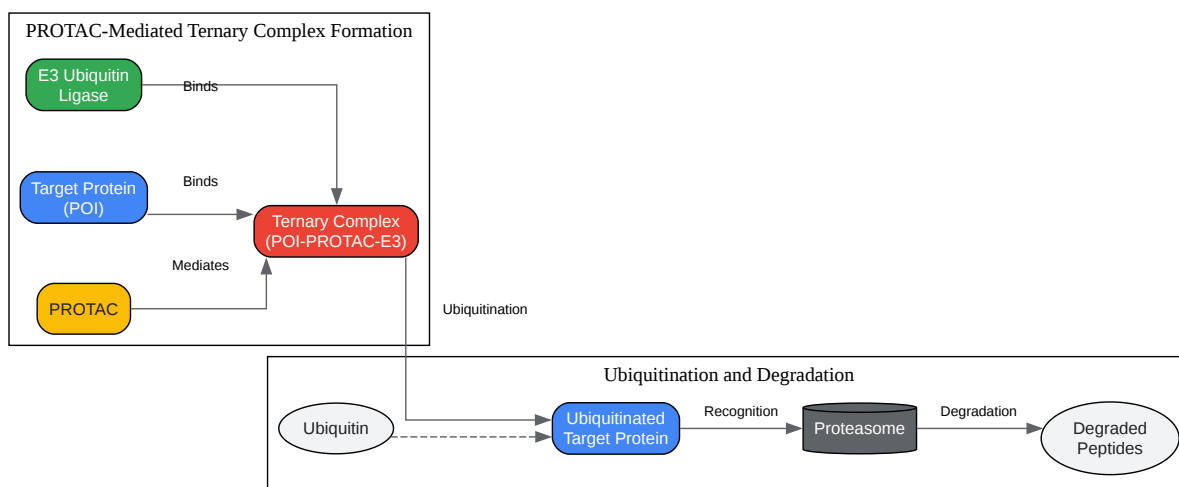 PROTAC-Mediated Ternary Complex Formation
E3 Ubiquitin
Ligase
Binds
Target Protein
(POI)
Binds
Ternary Complex
(POI-PROTAC-E3)
Mediates
PROTAC
Ubiquitination
Ubiquitination and Degradation
Ubiquitin
Ubiquitinated
Target Protein
Recognition
Proteasome
Degradation
Degraded
Peptides